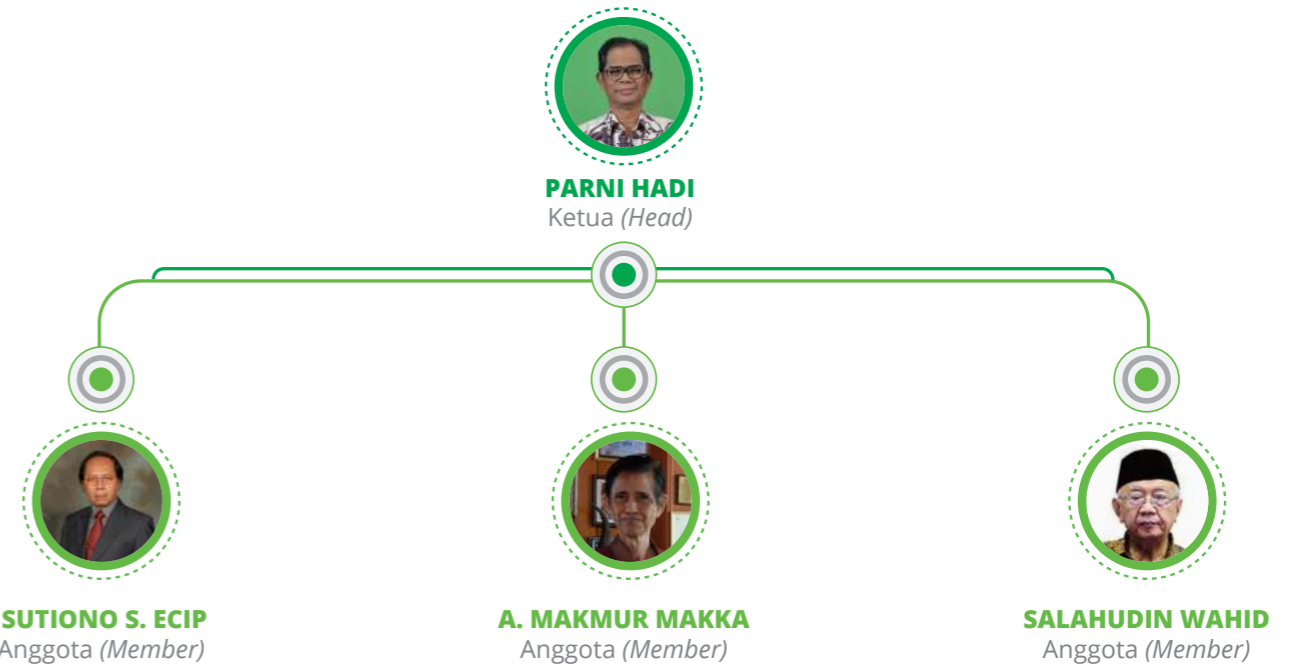 PARNI HADI
Ketua (Head)
SUTIONO S. ECIP
Anggota (Member)
A. MAKMUR MAKKA
Anggota (Member)
SALAHUDIN WAHID
Anggota (Member)